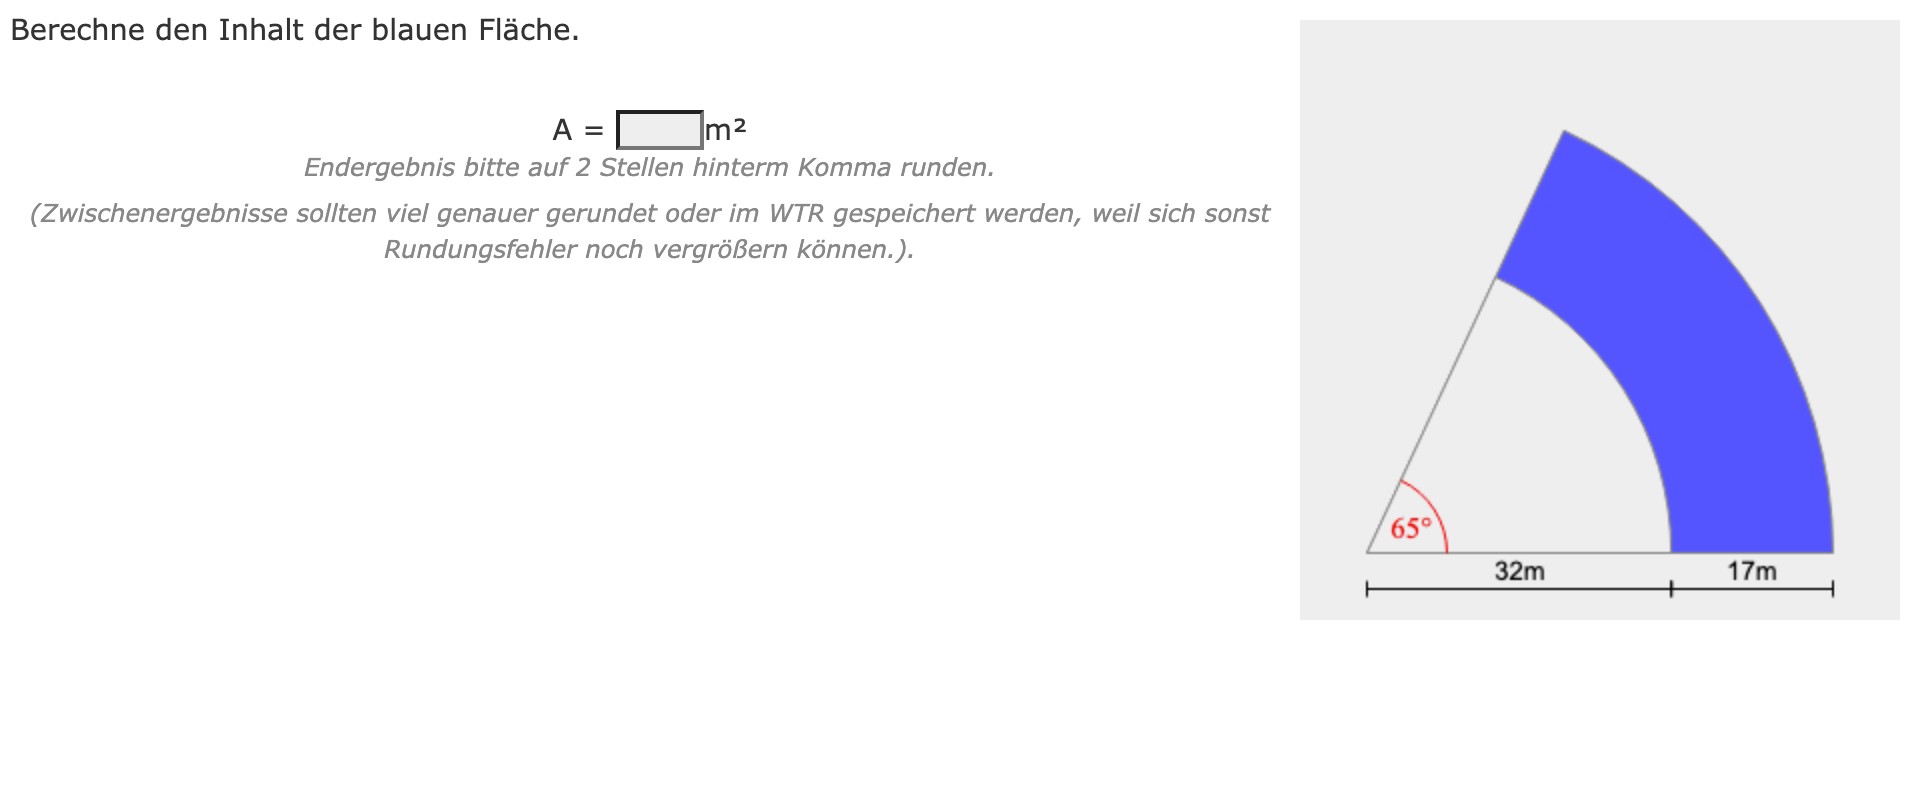 Berechne den Inhalt der blauen Fläche.
A = m²
Endergebnis bitte auf 2 Stellen hinterm Komma runden.
(Zwischenergebnisse sollten viel genauer gerundet oder im WTR gespeichert werden, weil sich sonst
Rundungsfehler noch vergrößern können.).
65°
32m
17m